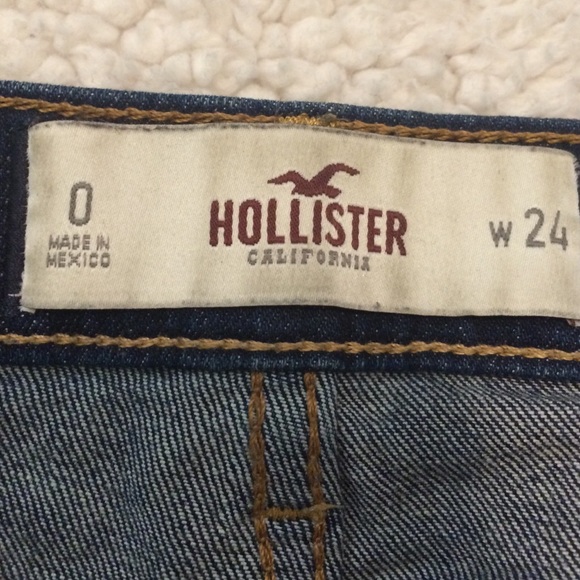 0
MADE IN
MEXICO
HOLLISTER
CALIFORNIA
W 24